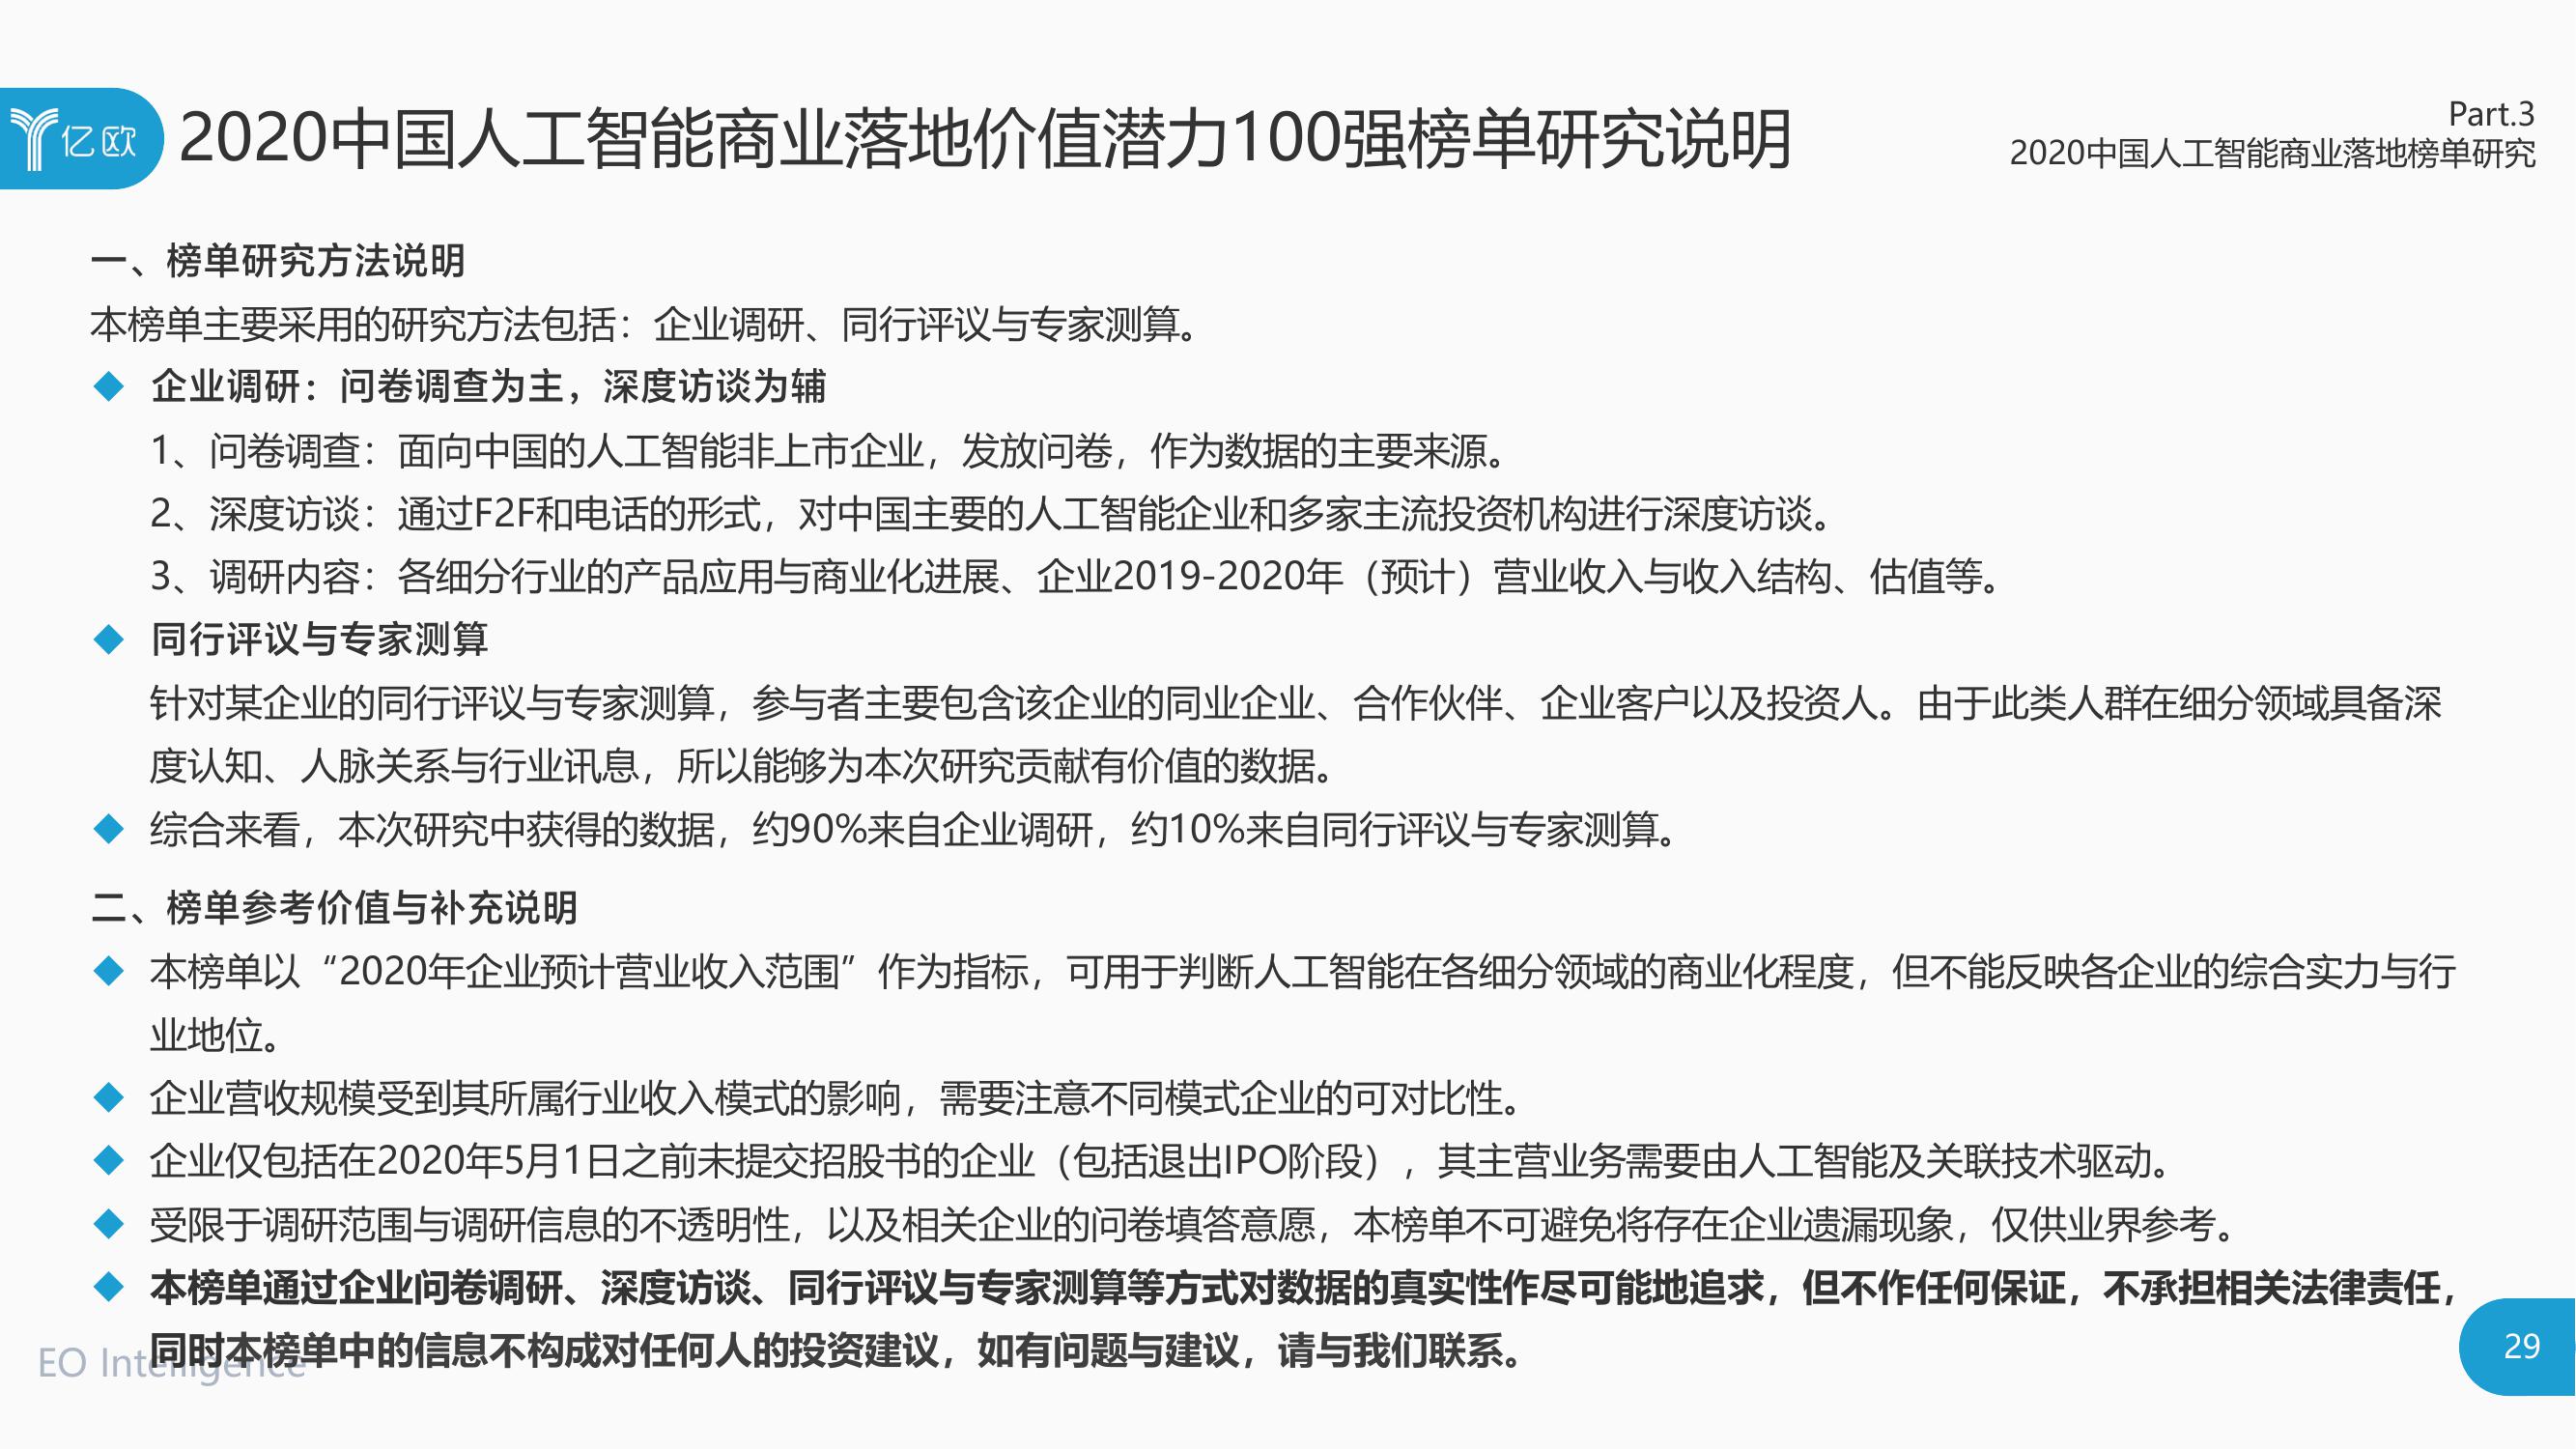 亿欧
2020中国人工智能商业落地价值潜力100强榜单研究说明
Part.3
2020中国人工智能商业落地榜单研究
一、榜单研究方法说明
本榜单主要采用的研究方法包括：企业调研、同行评议与专家测算。
◆ 企业调研：问卷调查为主，深度访谈为辅
1、问卷调查：面向中国的人工智能非上市企业，发放问卷，作为数据的主要来源。
2、深度访谈：通过F2F和电话的形式，对中国主要的人工智能企业和多家主流投资机构进行深度访谈。
3、调研内容：各细分行业的产品应用与商业化进展、企业2019-2020年（预计）营业收入与收入结构、估值等。
◆ 同行评议与专家测算
针对某企业的同行评议与专家测算，参与者主要包含该企业的同业企业、合作伙伴、企业客户以及投资人。由于此类人群在细分领域具备深
度认知、人脉关系与行业讯息，所以能够为本次研究贡献有价值的数据。
◆ 综合来看，本次研究中获得的数据，约90%来自企业调研，约10%来自同行评议与专家测算。
二、榜单参考价值与补充说明
◆ 本榜单以“2020年企业预计营业收入范围”作为指标，可用于判断人工智能在各细分领域的商业化程度，但不能反映各企业的综合实力与行
业地位。
◆ 企业营收规模受到其所属行业收入模式的影响，需要注意不同模式企业的可对比性。
◆ 企业仅包括在2020年5月1日之前未提交招股书的企业（包括退出IPO阶段），其主营业务需要由人工智能及关联技术驱动。
◆ 受限于调研范围与调研信息的不透明性，以及相关企业的问卷填答意愿，本榜单不可避免将存在企业遗漏现象，仅供业界参考。
◆ 本榜单通过企业问卷调研、深度访谈、同行评议与专家测算等方式对数据的真实性作尽可能地追求，但不作任何保证，不承担相关法律责任，
同时本榜单中的信息不构成对任何人的投资建议，如有问题与建议，请与我们联系。
EO Intelligence
29